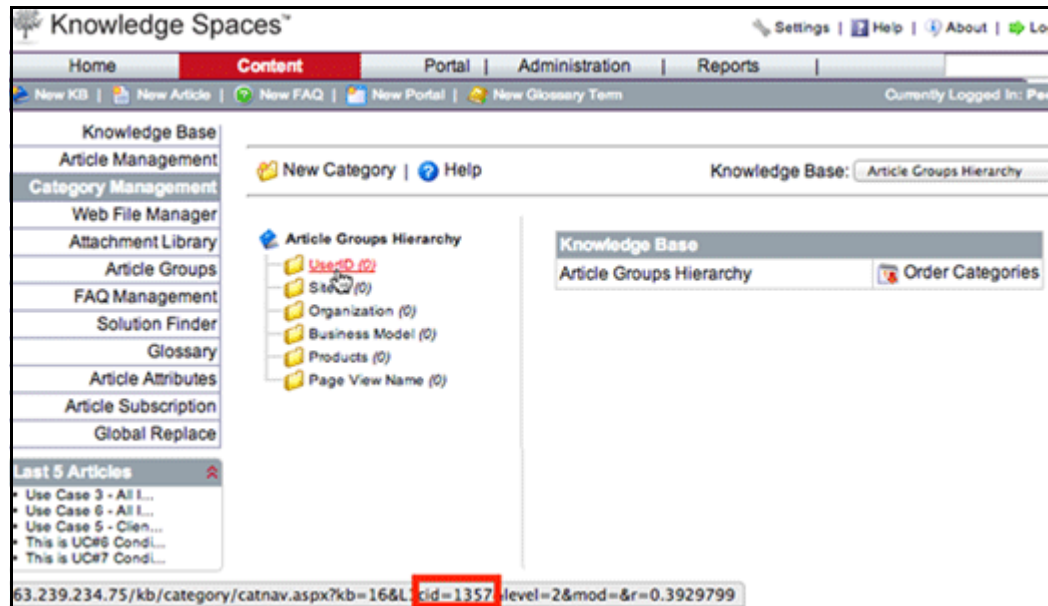 Knowledge Spaces™
Settings | Help | About | Lo
Home Content Portal | Administration | Reports |
New KB | New Article | New FAQ | New Portal | New Glossary Term Currently Logged In: Pe
Knowledge Base
Article Management
Category Management
Web File Manager
Attachment Library
Article Groups
FAQ Management
Solution Finder
Glossary
Article Attributes
Article Subscription
Global Replace
Last 5 Articles
• Use Case 3 - All I...
• Use Case 6 - All I...
• Use Case 5 - Clien...
• This is UC#6 Condi...
• This is UC#7 Condi...
New Category | Help
Knowledge Base: Article Groups Hierarchy
Article Groups Hierarchy
UserID (0)
(0)
Organization (0)
Business Model (0)
Products (0)
Page View Name (0)
Knowledge Base
Article Groups Hierarchy Order Categories
63.239.234.75/kb/category/catnav.aspx?kb=16&L cid=1357 level=2&mod=&r=0.3929799